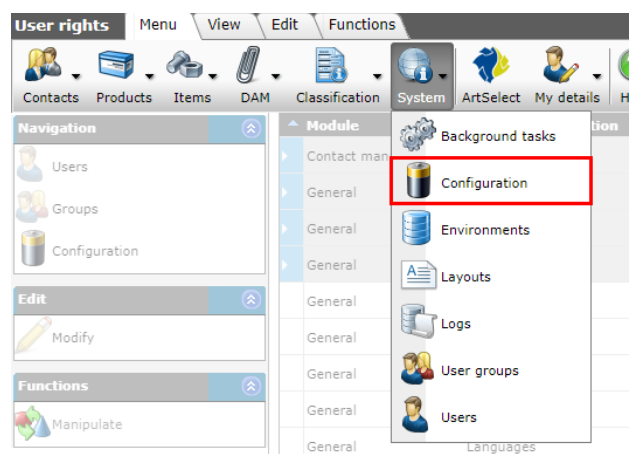 User rights Menu View Edit Functions
Contacts Products Items DAM Classification System ArtSelect My details H
Navigation
Users
Groups
Configuration
Edit
Modify
Functions
Manipulate
Module tion
Contact man
General
General
General
General
General
General
General
General Languages
Background tasks
Configuration
Environments
Layouts
Logs
User groups
Users